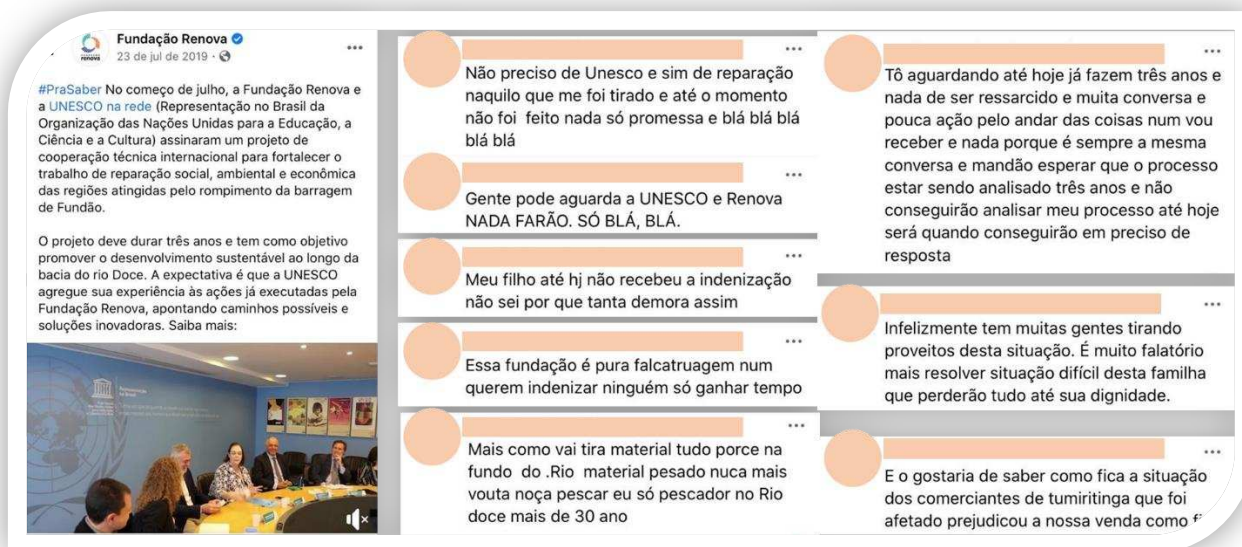 Fundação Renova
23 de jul de 2019 ·
#PraSaber No começo de julho, a Fundação Renova e
a UNESCO na rede (Representação no Brasil da
Organização das Nações Unidas para a Educação, a
Ciência e a Cultura) assinaram um projeto de
cooperação técnica internacional para fortalecer o
trabalho de reparação social, ambiental e econômica
das regiões atingidas pelo rompimento da barragem
de Fundão.
O projeto deve durar três anos e tem como objetivo
promover o desenvolvimento sustentável ao longo da
bacia do rio Doce. A expectativa é que a UNESCO
agregue sua experiência às ações já executadas pela
Fundação Renova, apontando caminhos possíveis e
soluções inovadoras. Saiba mais:
Não preciso de Unesco e sim de reparação
naquilo que me foi tirado e até o momento
não foi feito nada só promessa e blá blá blá
blá blá
Gente pode aguarda a UNESCO e Renova
NADA FARÃO. SÓ BLÁ, BLÁ.
Meu filho até hj não recebeu a indenização
não sei por que tanta demora assim
Essa fundação é pura falcatruagem num
querem indenizar ninguém só ganhar tempo
Mais como vai tira material tudo porce na
fundo do .Rio material pesado nuca mais
vouta noça pescar eu só pescador no Rio
doce mais de 30 ano
Tô aguardando até hoje já fazem três anos e
nada de ser ressarcido e muita conversa e
pouca ação pelo andar das coisas num vou
receber e nada porque é sempre a mesma
conversa e mandão esperar que o processo
estar sendo analisado três anos e não
conseguirão analisar meu processo até hoje
será quando conseguirão em preciso de
resposta
Infelizmente tem muitas gentes tirando
proveitos desta situação. É muito falatório
mais resolver situação difícil desta familha
que perderão tudo até sua dignidade.
E o gostaria de saber como fica a situação
dos comerciantes de tumiritinga que foi
afetado prejudicou a nossa venda como